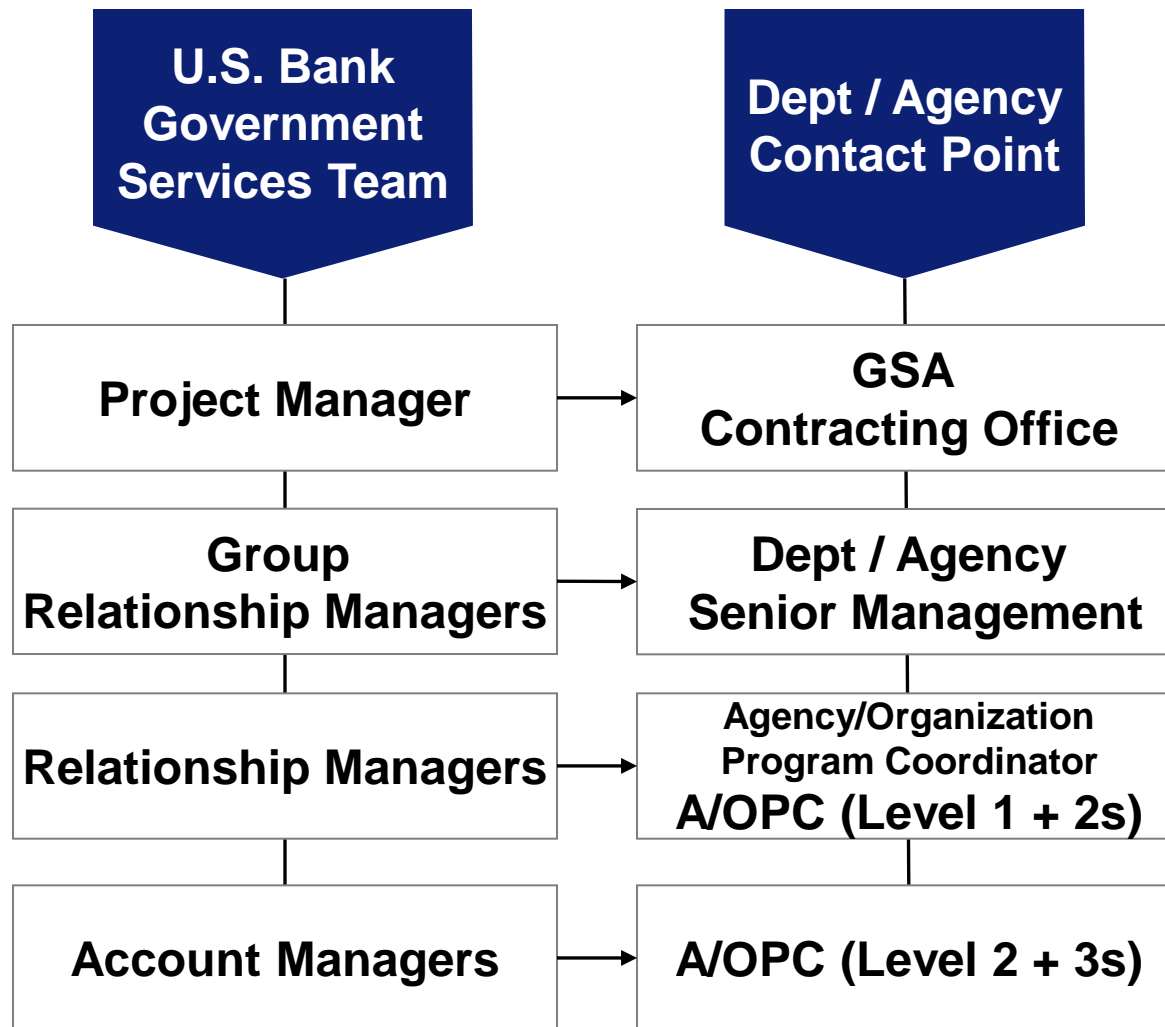 U.S. Bank
Government
Services Team
Dept / Agency
Contact Point
Project Manager
GSA
Contracting Office
Group
Relationship Managers
Dept / Agency
Senior Management
Relationship Managers
Agency/Organization
Program Coordinator
A/OPC (Level 1 + 2s)
Account Managers
A/OPC (Level 2 + 3s)